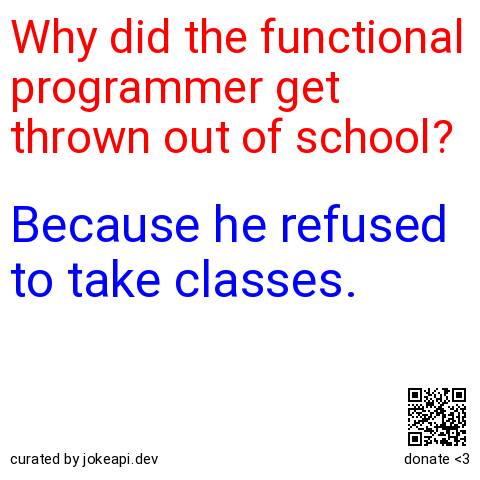 Why did the functional
programmer get
thrown out of school?
Because he refused
to take classes.
curated by jokeapi.dev
donate <3